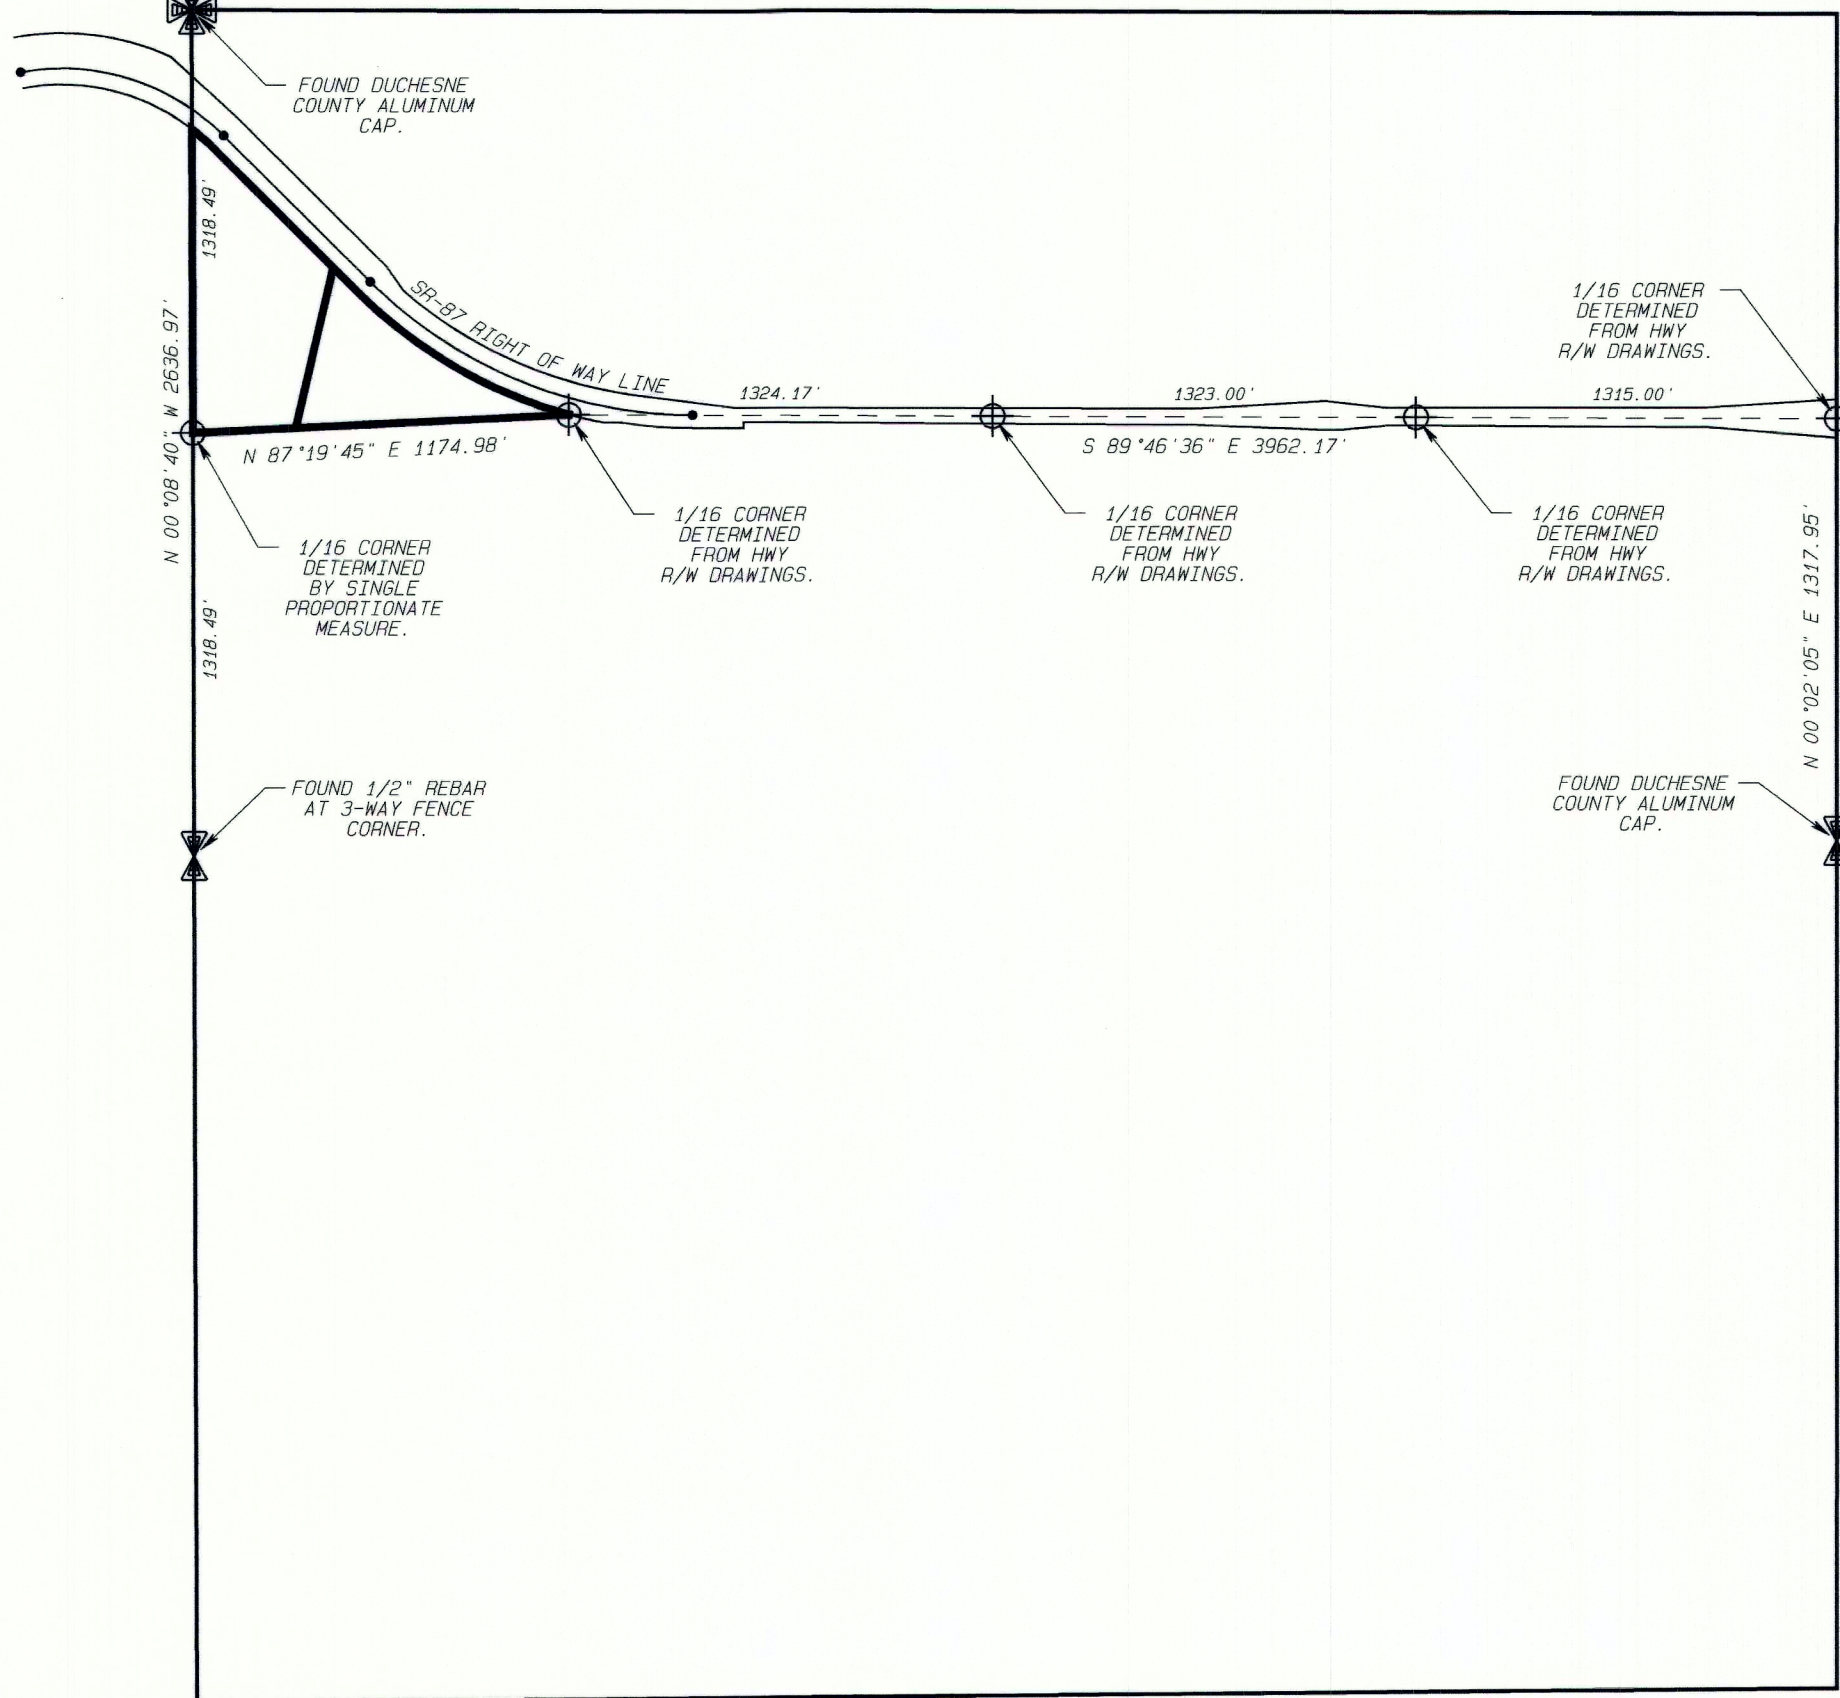 FOUND DUCHESNE
COUNTY ALUMINUM
CAP.
1318.49'
N 00°08'40" W 2636.97'
SR-87 RIGHT OF WAY LINE
1/16 CORNER
DETERMINED
FROM HWY
R/W DRAWINGS.
1324.17'
1323.00'
1315.00'
N 87°19'45" E 1174.98'
S 89°46'36" E 3962.17'
1/16 CORNER
DETERMINED
BY SINGLE
PROPORTIONATE
MEASURE.
1/16 CORNER
DETERMINED
FROM HWY
R/W DRAWINGS.
1/16 CORNER
DETERMINED
FROM HWY
R/W DRAWINGS.
1/16 CORNER
DETERMINED
FROM HWY
R/W DRAWINGS.
1318.49'
N 00°02'05" E 1317.95'
FOUND 1/2" REBAR
AT 3-WAY FENCE
CORNER.
FOUND DUCHESNE
COUNTY ALUMINUM
CAP.